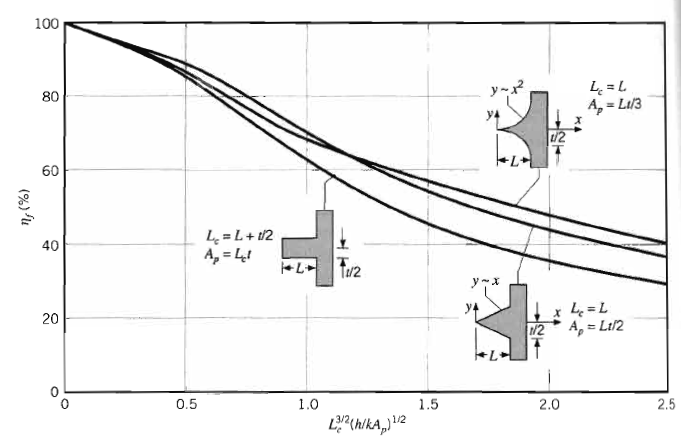 100
80
60
40
20
0
η_f (%)
0
0.5
1.0
1.5
2.0
2.5
L_c^{3/2}(h/kA_p)^{1/2}
y ~ x²
L_c = L
A_p = Lt/3
y
x
t/2
L
L_c = L + t/2
A_p = L_c t
L
t/2
y ~ x
L_c = L
A_p = Lt/2
y
x
t/2
L